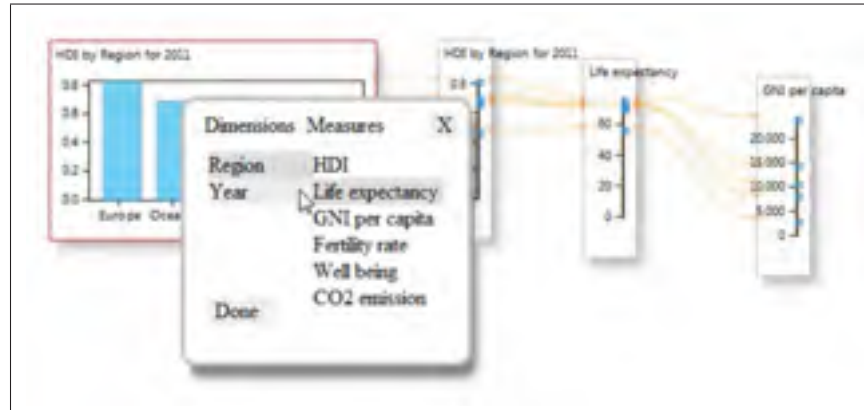 HDI by Region for 2011
0.8
0.6
0.4
0.2
0.0
Europe
Dimensions Measures X
Region HDI
Year Life expectancy
GNI per capita
Fertility rate
Well being
CO2 emission
Done
HDI by Region for 2011
0.8
Life expectancy
60
40
20
0
GNI per capita
20.000
15.000
10.000
5.000
0